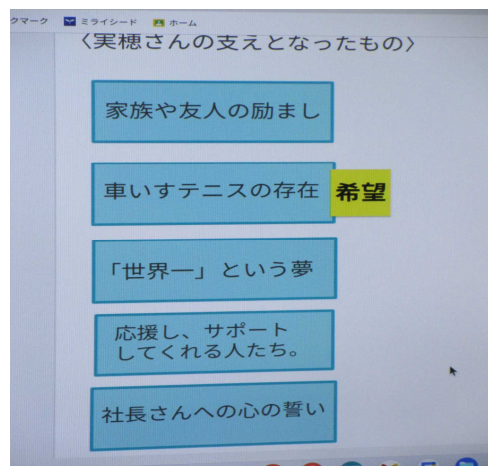 クマーク ミライシード ホーム
〈実穂さんの支えとなったもの〉
家族や友人の励まし
車いすテニスの存在
希望
「世界一」という夢
応援し、サポート
してくれる人たち。
社長さんへの心の誓い